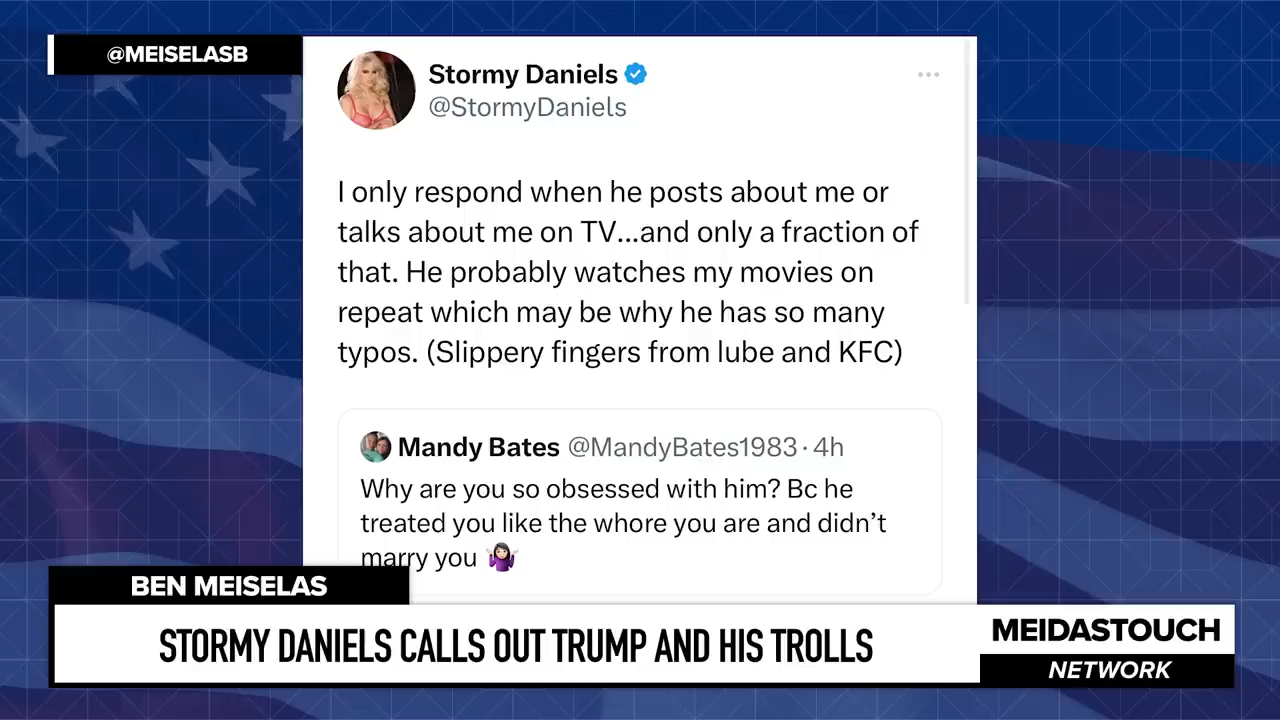 @MEISELASB
Stormy Daniels
@StormyDaniels
I only respond when he posts about me or
talks about me on TV...and only a fraction of
that. He probably watches my movies on
repeat which may be why he has so many
typos. (Slippery fingers from lube and KFC)
Mandy Bates @MandyBates1983 · 4h
Why are you so obsessed with him? Bc he
treated you like the whore you are and didn’t
marry you 🤷🏻‍♀️
BEN MEISELAS
STORMY DANIELS CALLS OUT TRUMP AND HIS TROLLS
MEIDASTOUCH
NETWORK